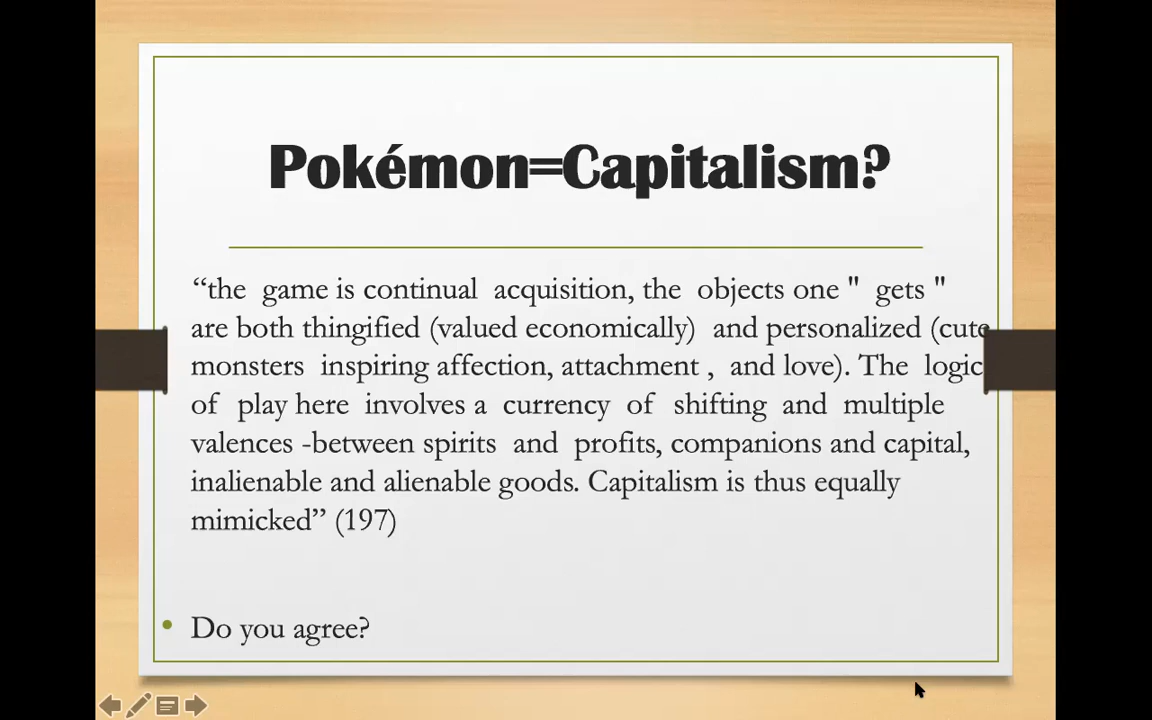 Pokémon=Capitalism?
“the game is continual acquisition, the objects one " gets "
are both thingified (valued economically) and personalized (cute
monsters inspiring affection, attachment , and love). The logic
of play here involves a currency of shifting and multiple
valences -between spirits and profits, companions and capital,
inalienable and alienable goods. Capitalism is thus equally
mimicked” (197)
• Do you agree?